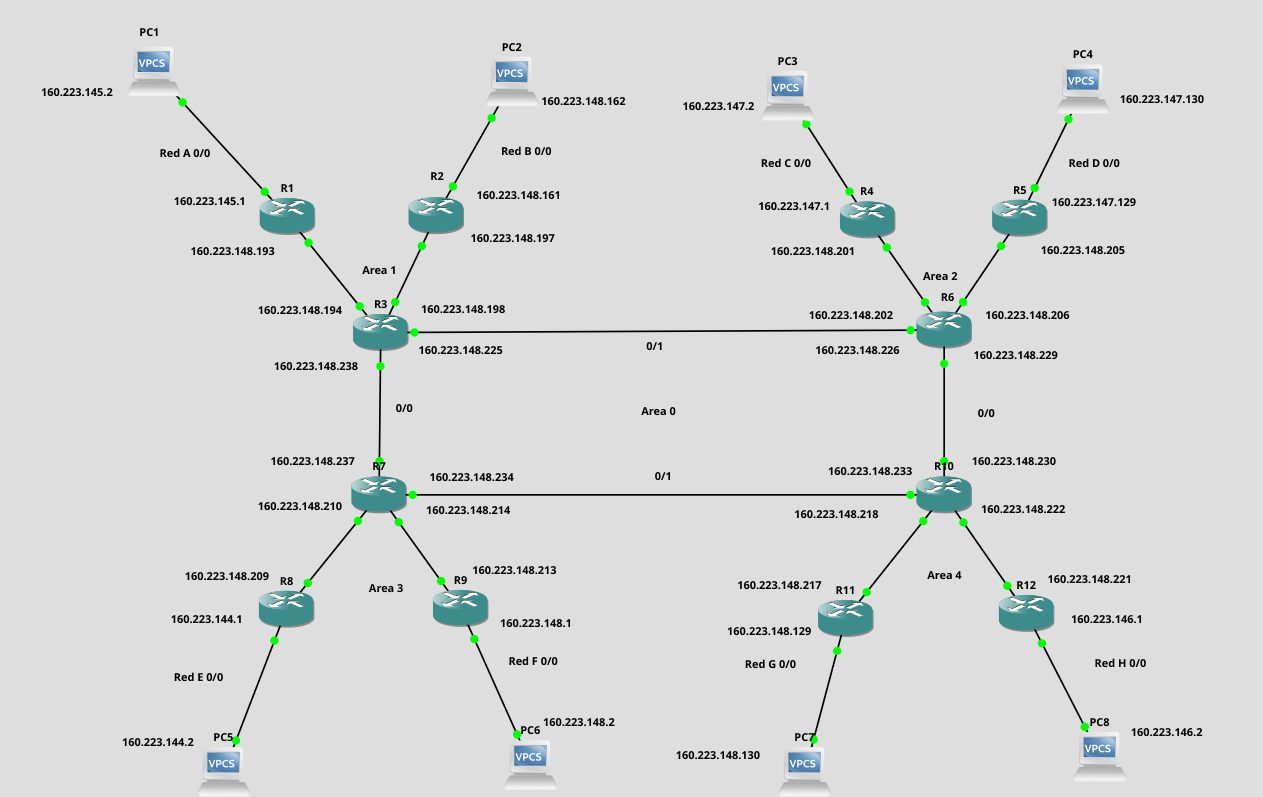 PC1
PC2
PC3
PC4
VPCS
VPCS
VPCS
VPCS
160.223.145.2
160.223.148.162
160.223.147.2
160.223.147.130
Red A 0/0
Red B 0/0
Red C 0/0
Red D 0/0
R1
R2
R4
R5
160.223.145.1
160.223.148.161
160.223.147.1
160.223.147.129
160.223.148.193
160.223.148.197
160.223.148.201
160.223.148.205
Area 1
Area 2
R3
R6
160.223.148.194
160.223.148.198
160.223.148.202
160.223.148.206
0/1
160.223.148.225
160.223.148.226
160.223.148.229
160.223.148.238
0/0
Area 0
0/0
160.223.148.237
R7
160.223.148.234
0/1
160.223.148.233
R10
160.223.148.230
160.223.148.210
160.223.148.214
160.223.148.218
160.223.148.222
160.223.148.209
R8
Area 3
R9
160.223.148.213
160.223.148.217
R11
Area 4
R12
160.223.148.221
160.223.144.1
160.223.148.1
160.223.148.129
160.223.146.1
Red E 0/0
Red F 0/0
Red G 0/0
Red H 0/0
160.223.144.2
PC5
PC6
160.223.148.2
160.223.148.130
PC7
PC8
160.223.146.2
VPCS
VPCS
VPCS
VPCS